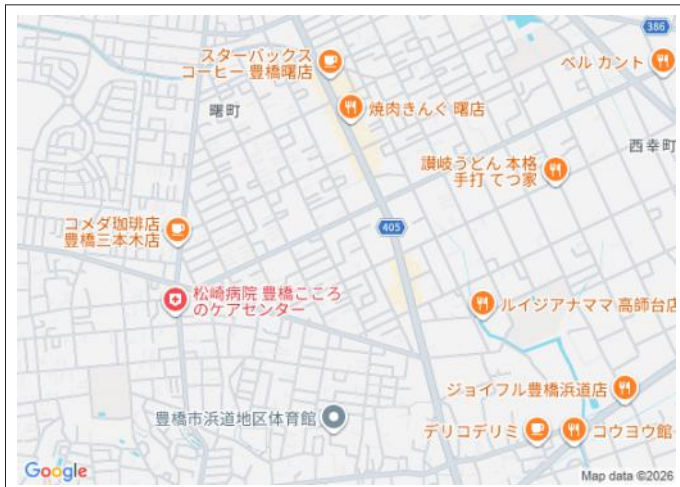 386
スターバックス
コーヒー 豊橋曙店
ベル カント
曙町
焼肉きんぐ 曙店
西幸町
讃岐うどん 本格
手打 てつ家
コメダ珈琲店
豊橋三本木店
405
松崎病院 豊橋こころ
のケアセンター
ルイジアナママ 高師台店
ジョイフル豊橋浜道店
豊橋市浜道地区体育館
デリコデリミ
コウヨウ館
Google
Map data ©2026